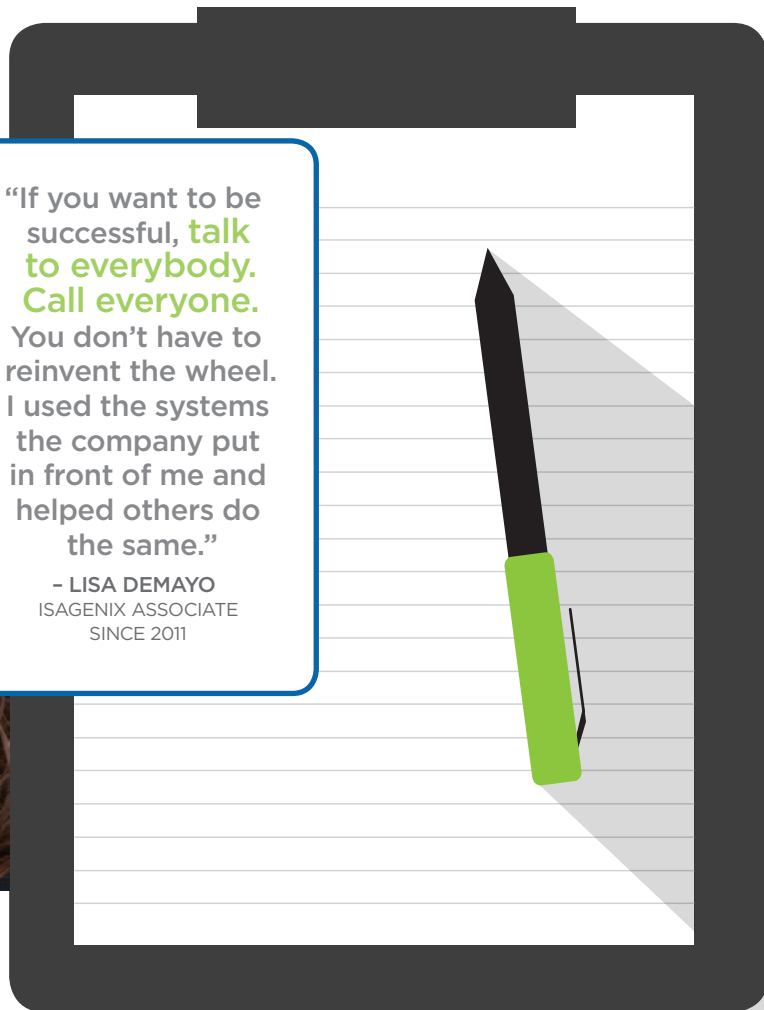 “If you want to be
successful, talk
to everybody.
Call everyone.
You don’t have to
reinvent the wheel.
I used the systems
the company put
in front of me and
helped others do
the same.”
– LISA DEMAYO
ISAGENIX ASSOCIATE
SINCE 2011